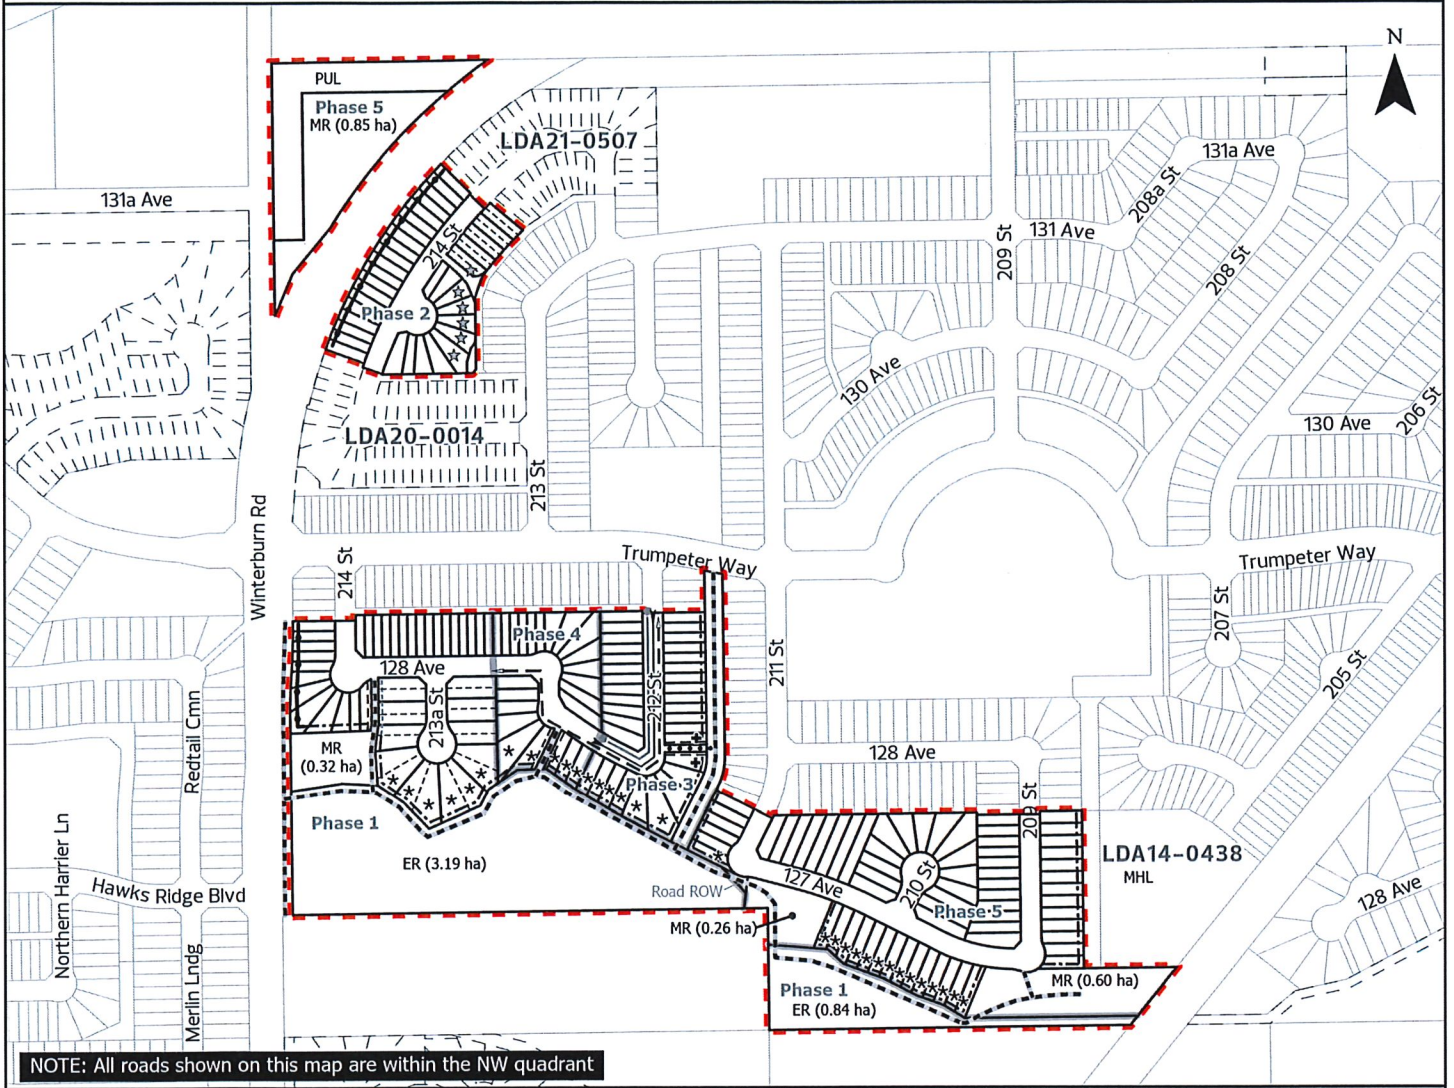 N
PUL
Phase 5
MR (0.85 ha)
LDA21-0507
131a Ave
131a Ave
208a St
131 Ave
209 St
208 St
214 St
Phase 2
130 Ave
206 St
130 Ave
LDA20-0014
213 St
Winterburn Rd
Trumpeter Way
Trumpeter Way
214 St
207 St
Phase 4
128 Ave
211 St
205 St
212 St
213a St
Redtail Cmn
MR
(0.32 ha)
128 Ave
Phase 3
209 St
Phase 1
ER (3.19 ha)
LDA14-0438
MHL
Northern Harrier Ln
Hawks Ridge Blvd
Road ROW
127 Ave
210 St
128 Ave
Phase 5
MR (0.26 ha)
Merlin Lndg
MR (0.60 ha)
Phase 1
ER (0.84 ha)
NOTE: All roads shown on this map are within the NW quadrant